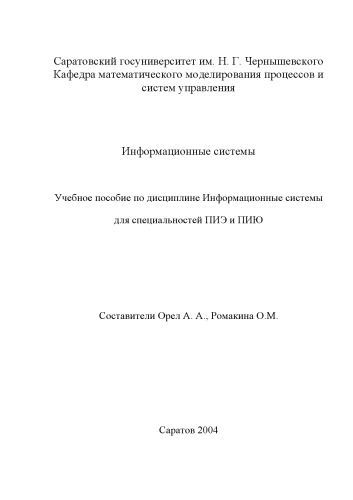 Саратовский госуниверситет им. Н. Г. Чернышевского
Кафедра математического моделирования процессов и
систем управления
Информационные системы
Учебное пособие по дисциплине Информационные системы
для специальностей ПИЭ и ПИЮ
Составители Орел А. А., Ромакина О.М.
Саратов 2004